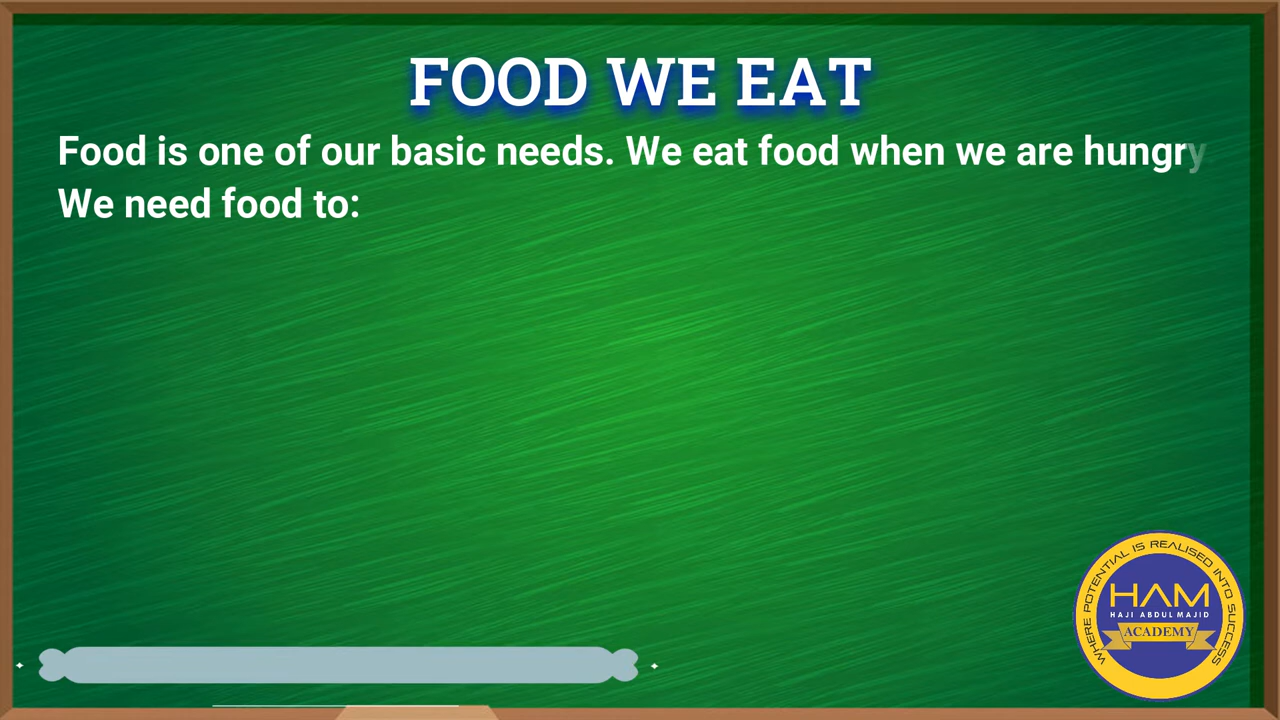 FOOD WE EAT
Food is one of our basic needs. We eat food when we are hungry
We need food to:
WHERE POTENTIAL IS REALISED INTO SUCCESS
HAM
HAJI ABDUL MAJID
ACADEMY